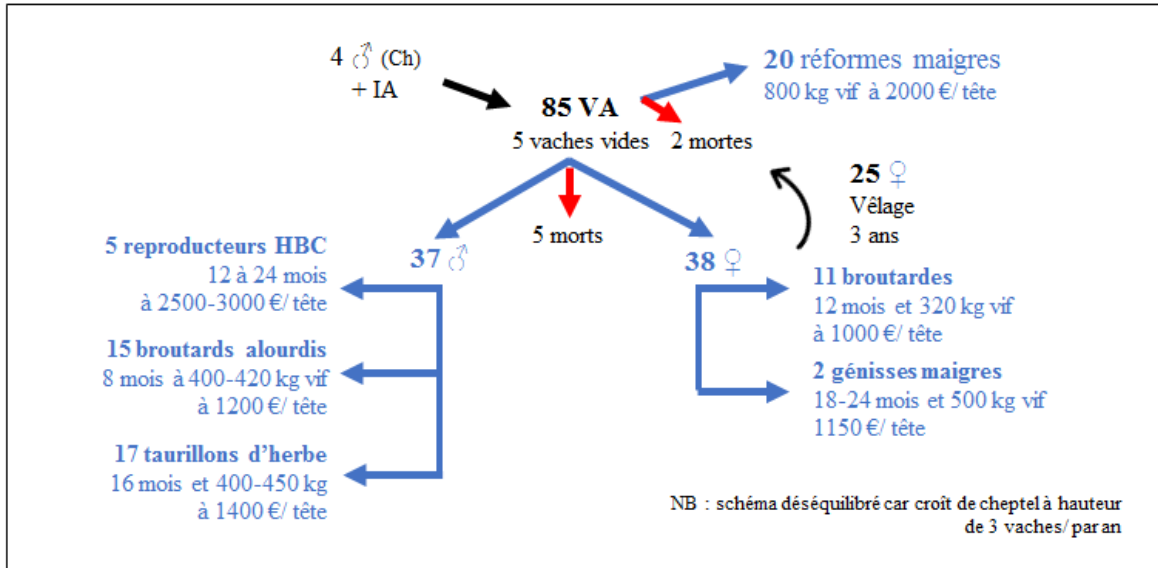 4 ♂ (Ch)
+ IA
85 VA
5 vaches vides
2 mortes
20 réformes maigres
800 kg vif à 2000 €/ tête
25 ♀
Vêlage
3 ans
5 morts
37 ♂
38 ♀
5 reproducteurs HBC
12 à 24 mois
à 2500-3000 €/ tête
15 broutards alourdis
8 mois à 400-420 kg vif
à 1200 €/ tête
17 taurillons d'herbe
16 mois et 400-450 kg
à 1400 €/ tête
11 broutardes
12 mois et 320 kg vif
à 1000 €/ tête
2 génisses maigres
18-24 mois et 500 kg vif
1150 €/ tête
NB : schéma déséquilibré car croît de cheptel à hauteur
de 3 vaches/ par an